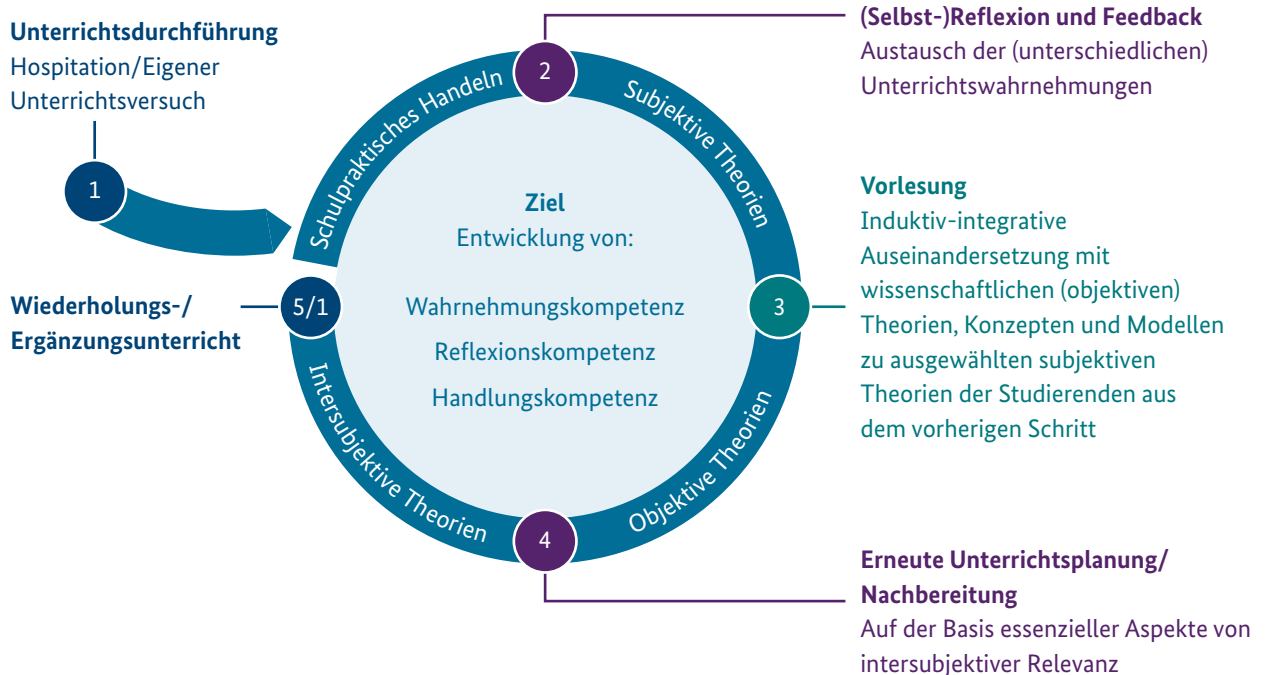 Unterrichtsdurchführung
Hospitation/Eigener
Unterrichtsversuch
1
Schulpraktisches Handeln
2
(Selbst-)Reflexion und Feedback
Austausch der (unterschiedlichen)
Unterrichtswahrnehmungen
Subjektive Theorien
3
Vorlesung
Induktiv-integrative
Auseinandersetzung mit
wissenschaftlichen (objektiven)
Theorien, Konzepten und Modellen
zu ausgewählten subjektiven
Theorien der Studierenden aus
dem vorherigen Schritt
Objektive Theorien
4
Erneute Unterrichtsplanung/
Nachbereitung
Auf der Basis essenzieller Aspekte von
intersubjektiver Relevanz
Intersubjektive Theorien
5/1
Wiederholungs-/
Ergänzungsunterricht
Ziel
Entwicklung von:
Wahrnehmungskompetenz
Reflexionskompetenz
Handlungskompetenz